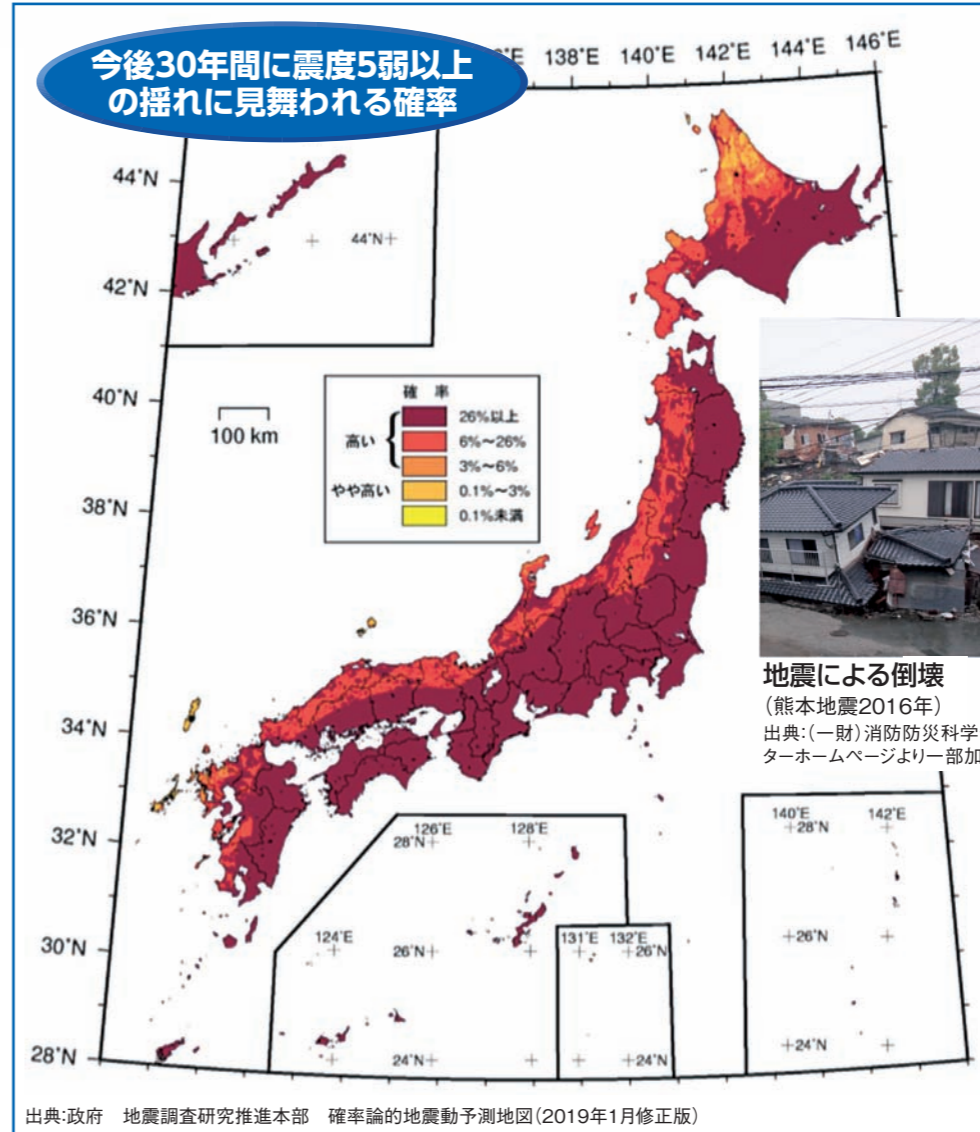 今後30年間に震度5弱以上
の揺れに見舞われる確率
138°E 140°E 142°E 144°E 146°E
44°N
44°N
42°N
40°N
38°N
36°N
34°N
32°N
30°N
28°N
100 km
確 率
高い
26%以上
6%~26%
3%~6%
やや高い
0.1%~3%
0.1%未満
地震による倒壊
(熊本地震2016年)
出典:(一財)消防防災科学
ターホームページより一部加
126°E 128°E
28°N
124°E
26°N
24°N
131°E 132°E
26°N
24°N
140°E 142°E
28°N
26°N
24°N
出典:政府 地震調査研究推進本部 確率論的地震動予測地図(2019年1月修正版)